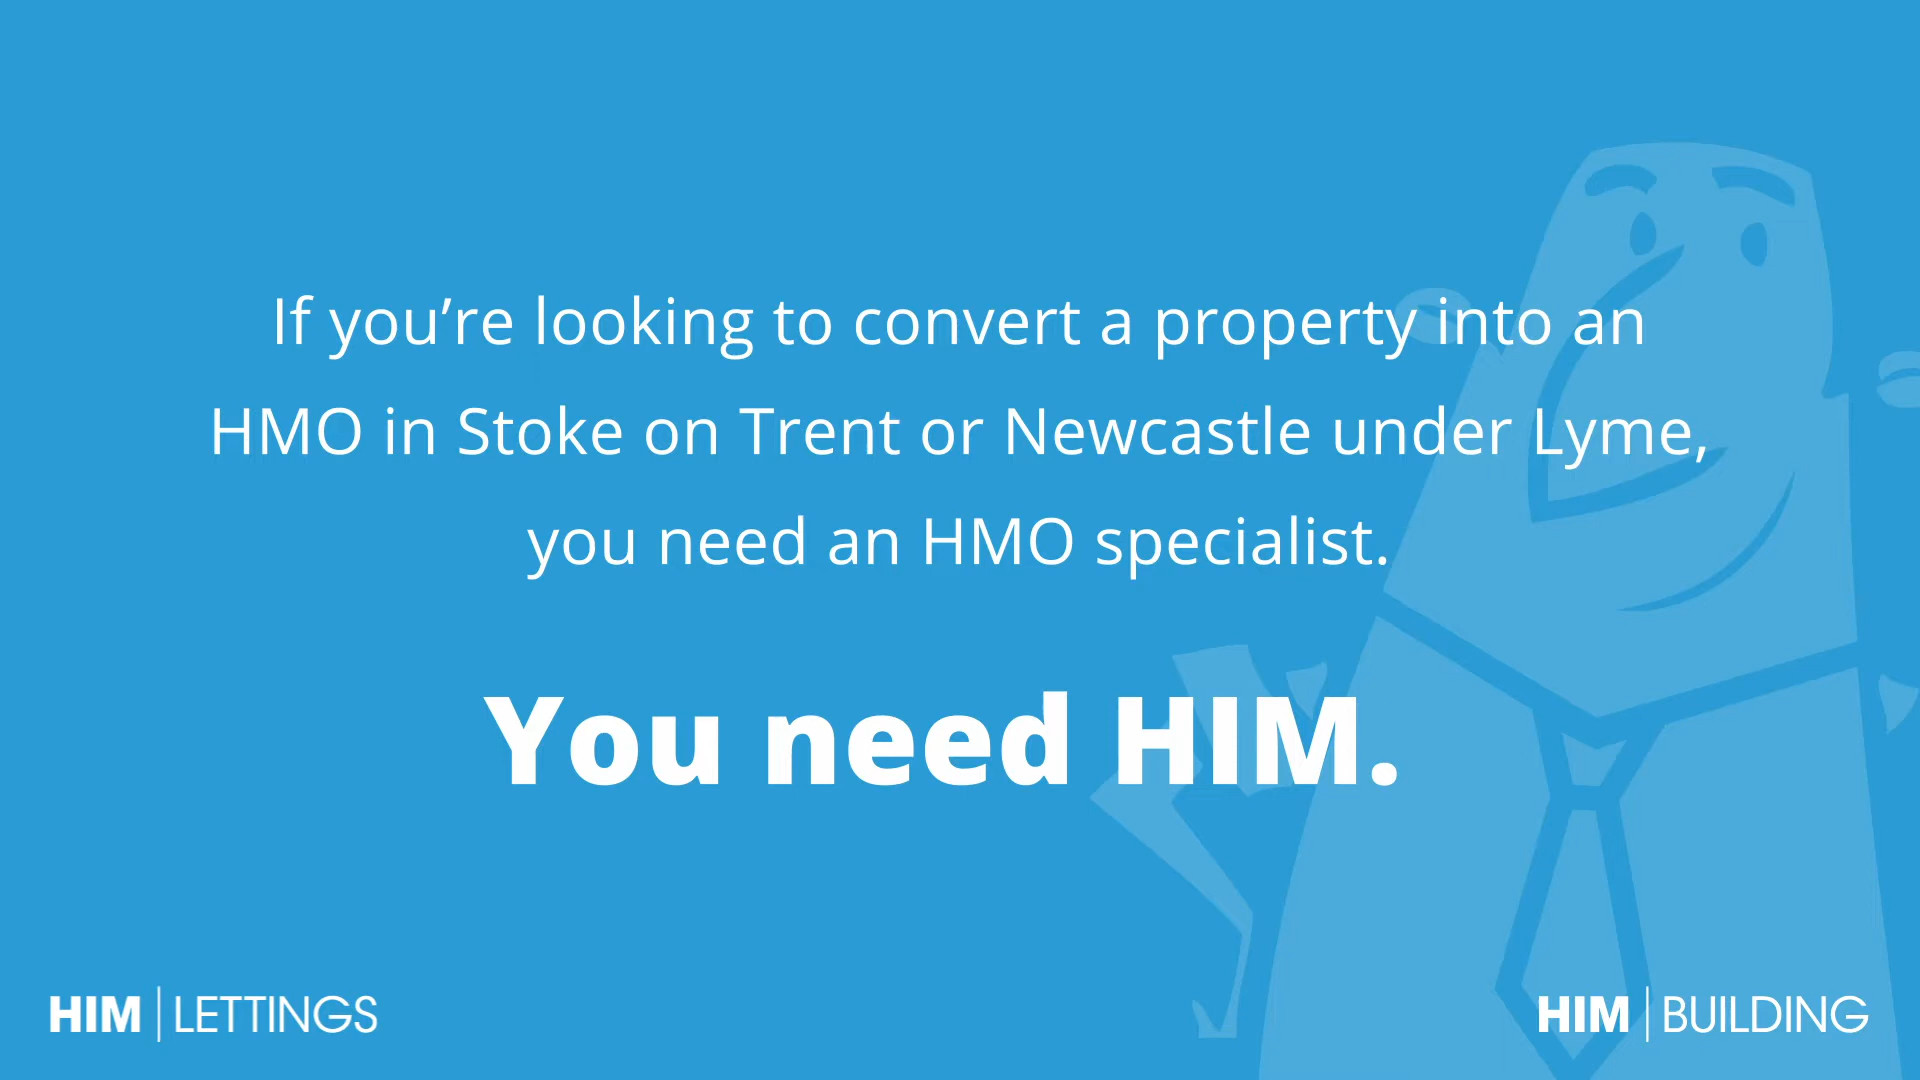 If you’re looking to convert a property into an
HMO in Stoke on Trent or Newcastle under Lyme,
you need an HMO specialist.
You need HIM.
HIM | LETTINGS
HIM | BUILDING